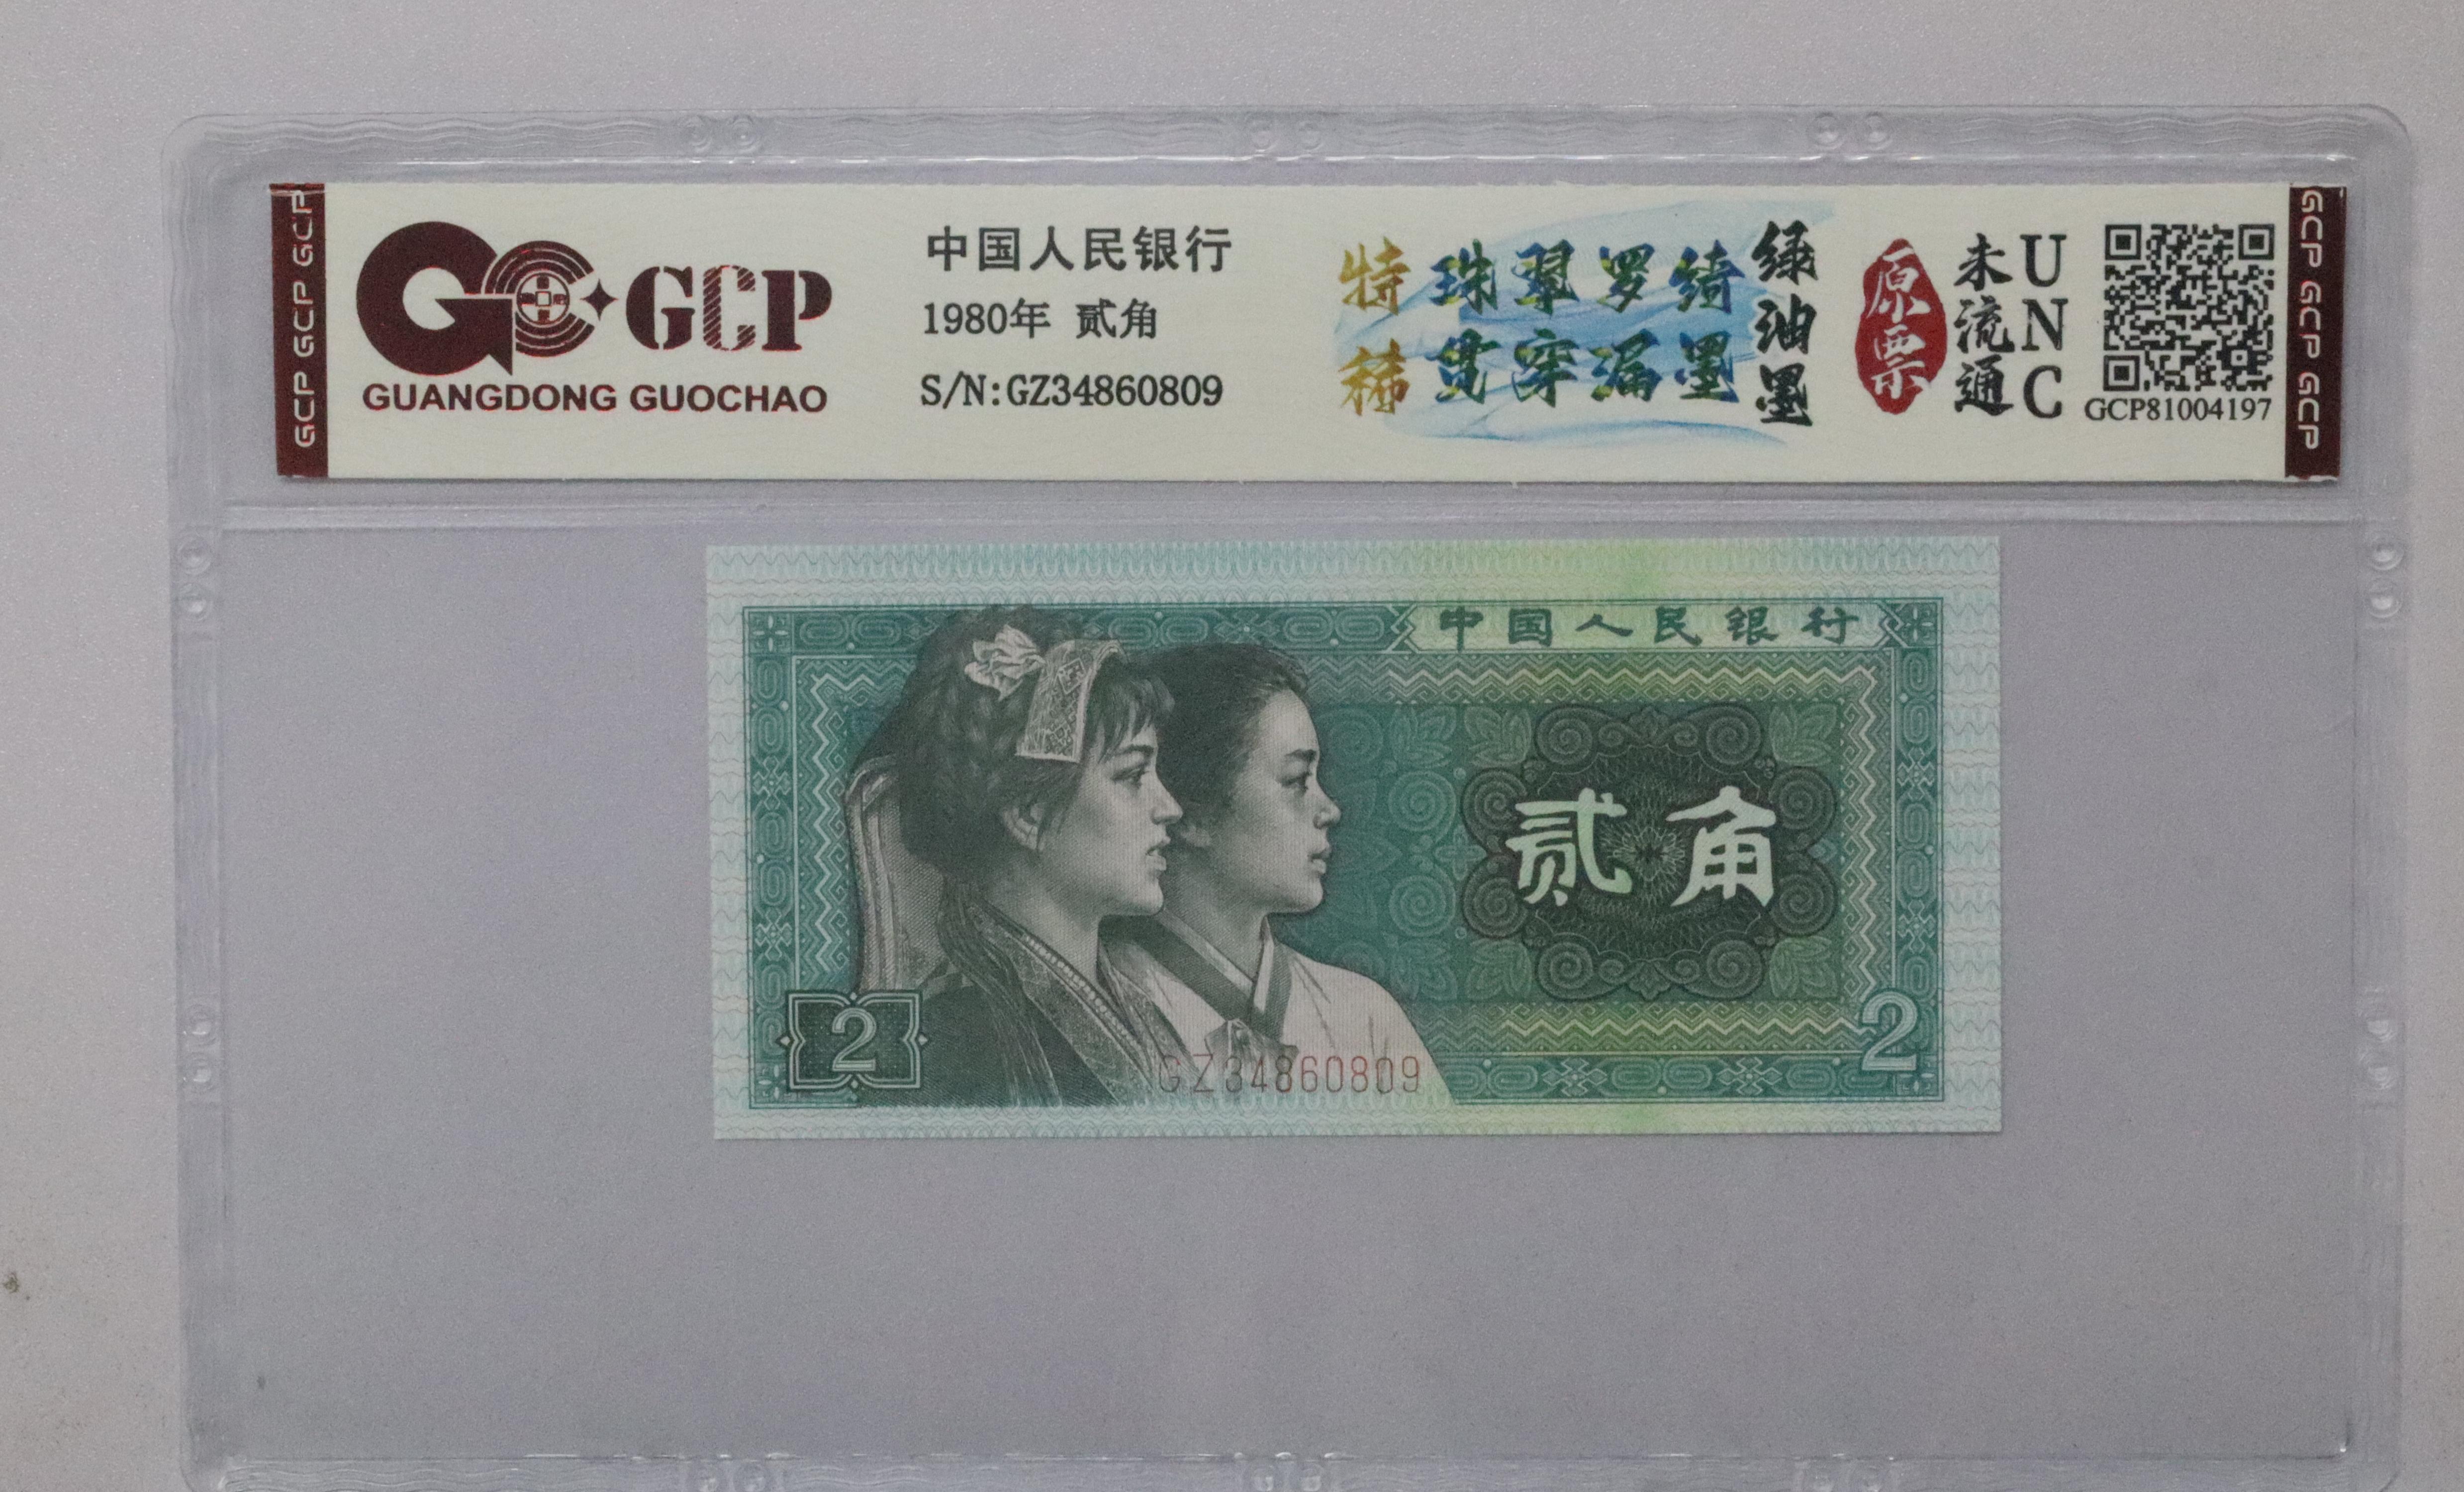 GCP GCP GCP
GCP
GUANGDONG GUOCHAO
中国人民银行
1980年 贰角
S/N:GZ34860809
特稀
珠翠罗绮
贯穿漏墨
绿油墨
原票
未流通
UNC
GCP81004197
GCP GCP GCP
中国人民银行
贰角
2
2
GZ34860809